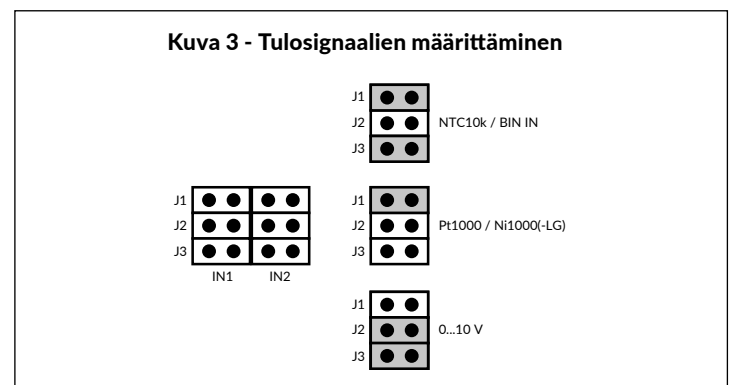 Kuva 3 - Tulosignaalien määrittäminen
J1
J2 NTC10k / BIN IN
J3
J1
J2
J3
IN1 IN2
J1
J2 Pt1000 / Ni1000(-LG)
J3
J1
J2 0...10 V
J3